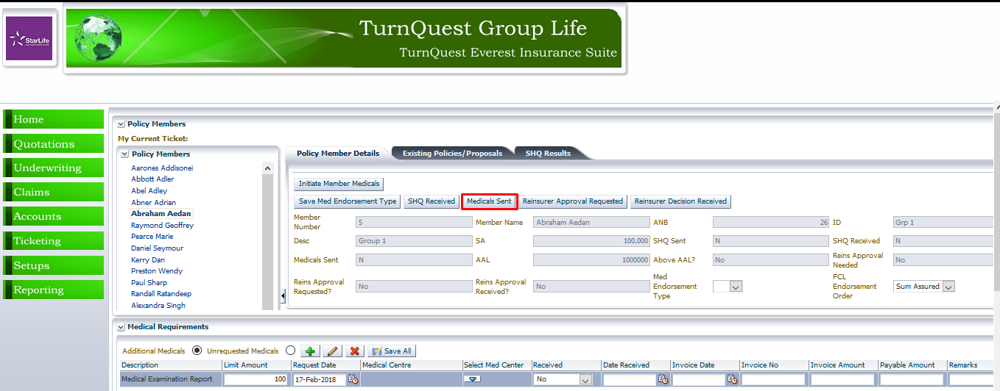 StarLife
TurnQuest Group Life
TurnQuest Everest Insurance Suite
Home
Quotations
Underwriting
Claims
Accounts
Ticketing
Setups
Reporting
Policy Members
My Current Ticket:
Policy Members
Aarones Addisonei
Abbott Adler
Abel Adley
Abner Adrian
Abraham Aedan
Raymond Geoffrey
Pearce Marie
Daniel Seymour
Kerry Dan
Preston Wendy
Paul Sharp
Randall Ratandeep
Alexandra Singh
Policy Member Details Existing Policies/Proposals SHQ Results
Initiate Member Medicals
Save Med Endorsement Type SHQ Received Medicals Sent Reinsurer Approval Requested Reinsurer Decision Received
Member Number 5 Member Name Abraham Aedan ANB 26 ID Grp 1
Desc Group 1 SA 100,000 SHQ Sent N SHQ Received N
Medicals Sent N AAL 1000000 Above AAL? No Reins Approval Needed No
Reins Approval Requested? No Reins Approval Received? No Med Endorsement Type FCL Endorsement Order Sum Assured
Medical Requirements
Additional Medicals Unrequested Medicals Save All
Description Limit Amount Request Date Medical Centre Select Med Center Received Date Received Invoice Date Invoice No Invoice Amount Payable Amount Remarks
Medical Examination Report 100 17-Feb-2018 No